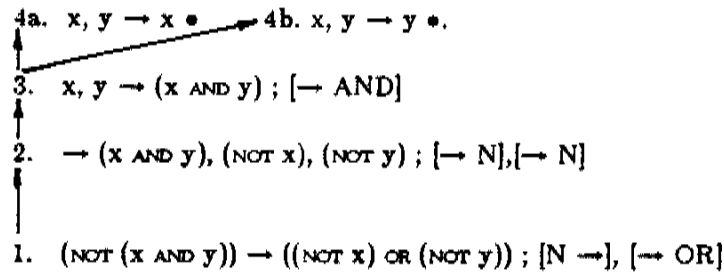 4a. x, y → x • 4b. x, y → y •.
3. x, y → (x AND y) ; [→ AND]
2. → (x AND y), (NOT x), (NOT y) ; [→ N],[→ N]
1. (NOT (x AND y)) → ((NOT x) OR (NOT y)) ; [N →], [→ OR]